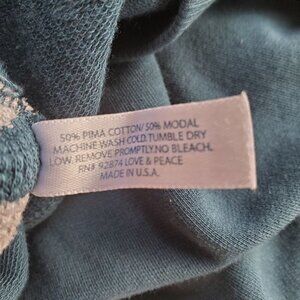 50% PIMA COTTON/ 50% MODAL
MACHINE WASH COLD. TUMBLE DRY
LOW. REMOVE PROMPTLY.NO BLEACH.
RN# 92874 LOVE & PEACE
MADE IN U.S.A.